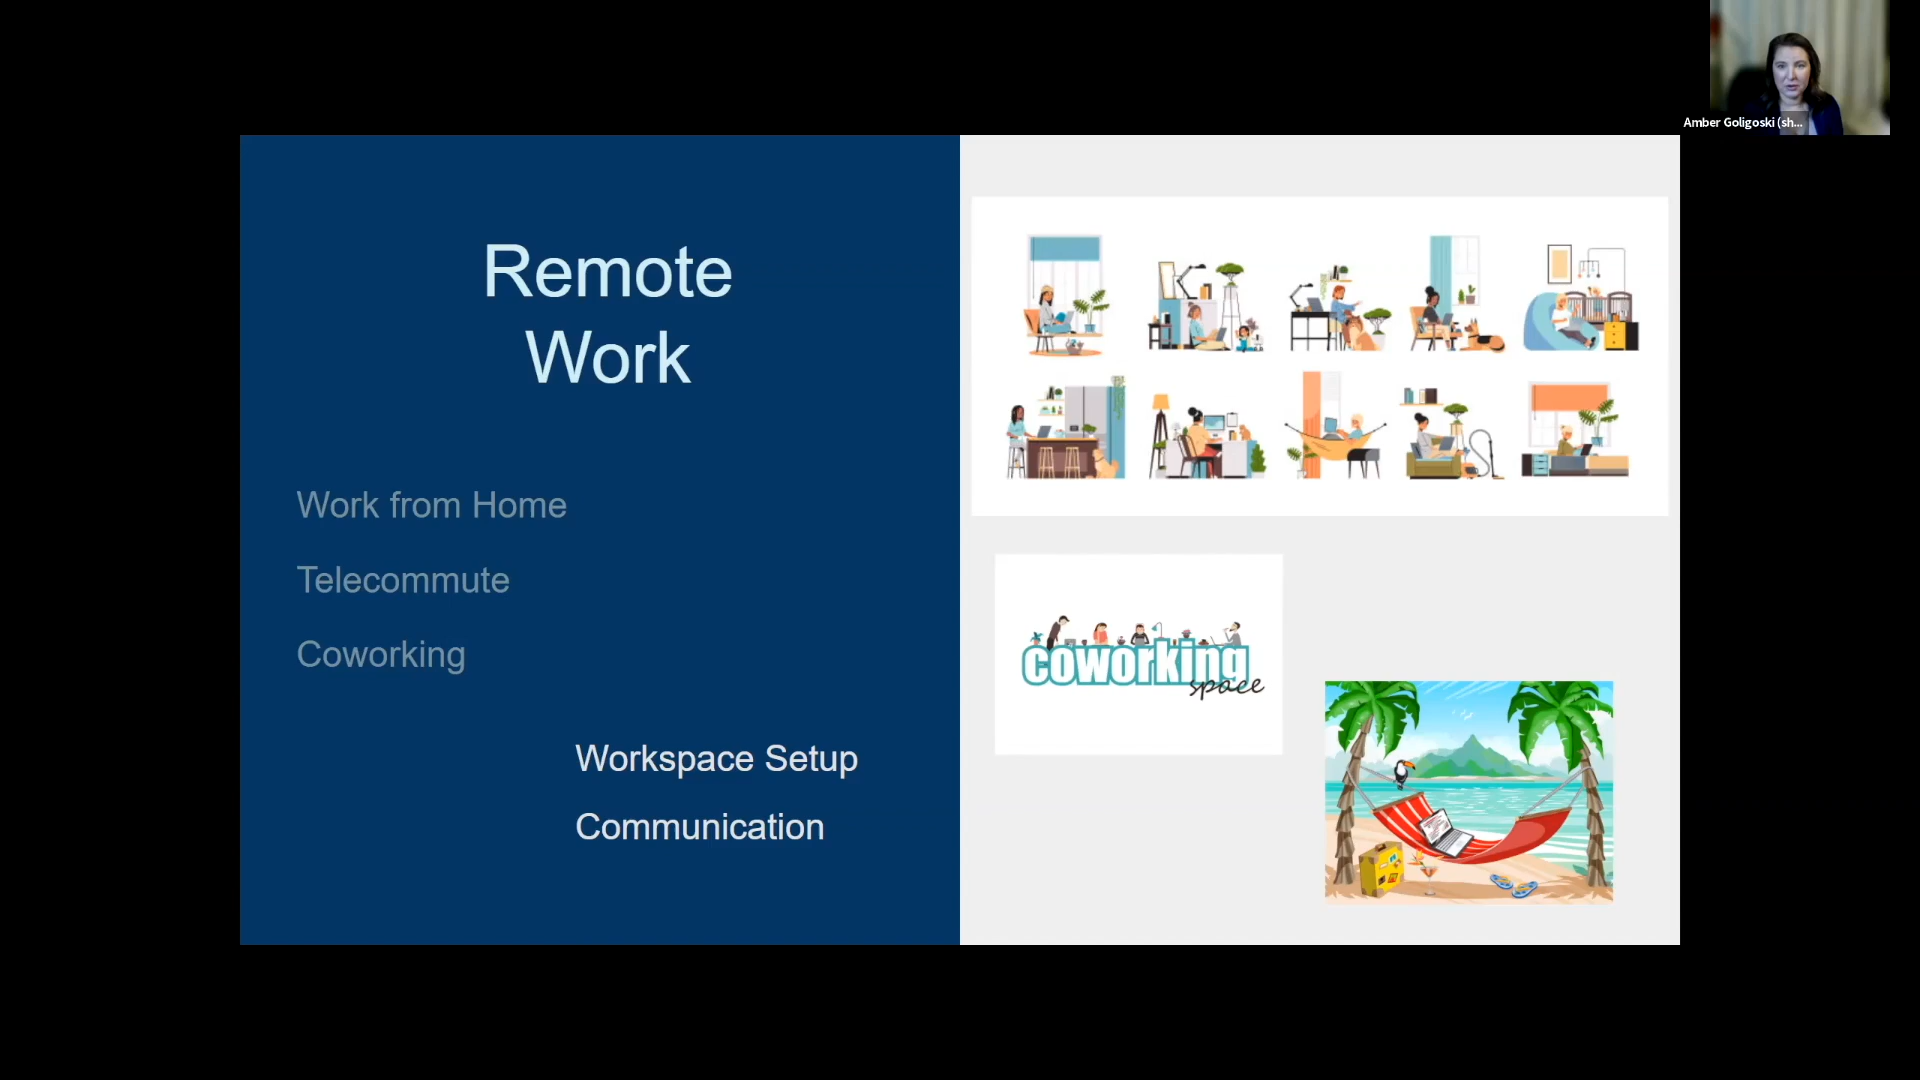 Amber Goligoski (sh...
Remote
Work
Work from Home
Telecommute
Coworking
Workspace Setup
Communication
coworking
space